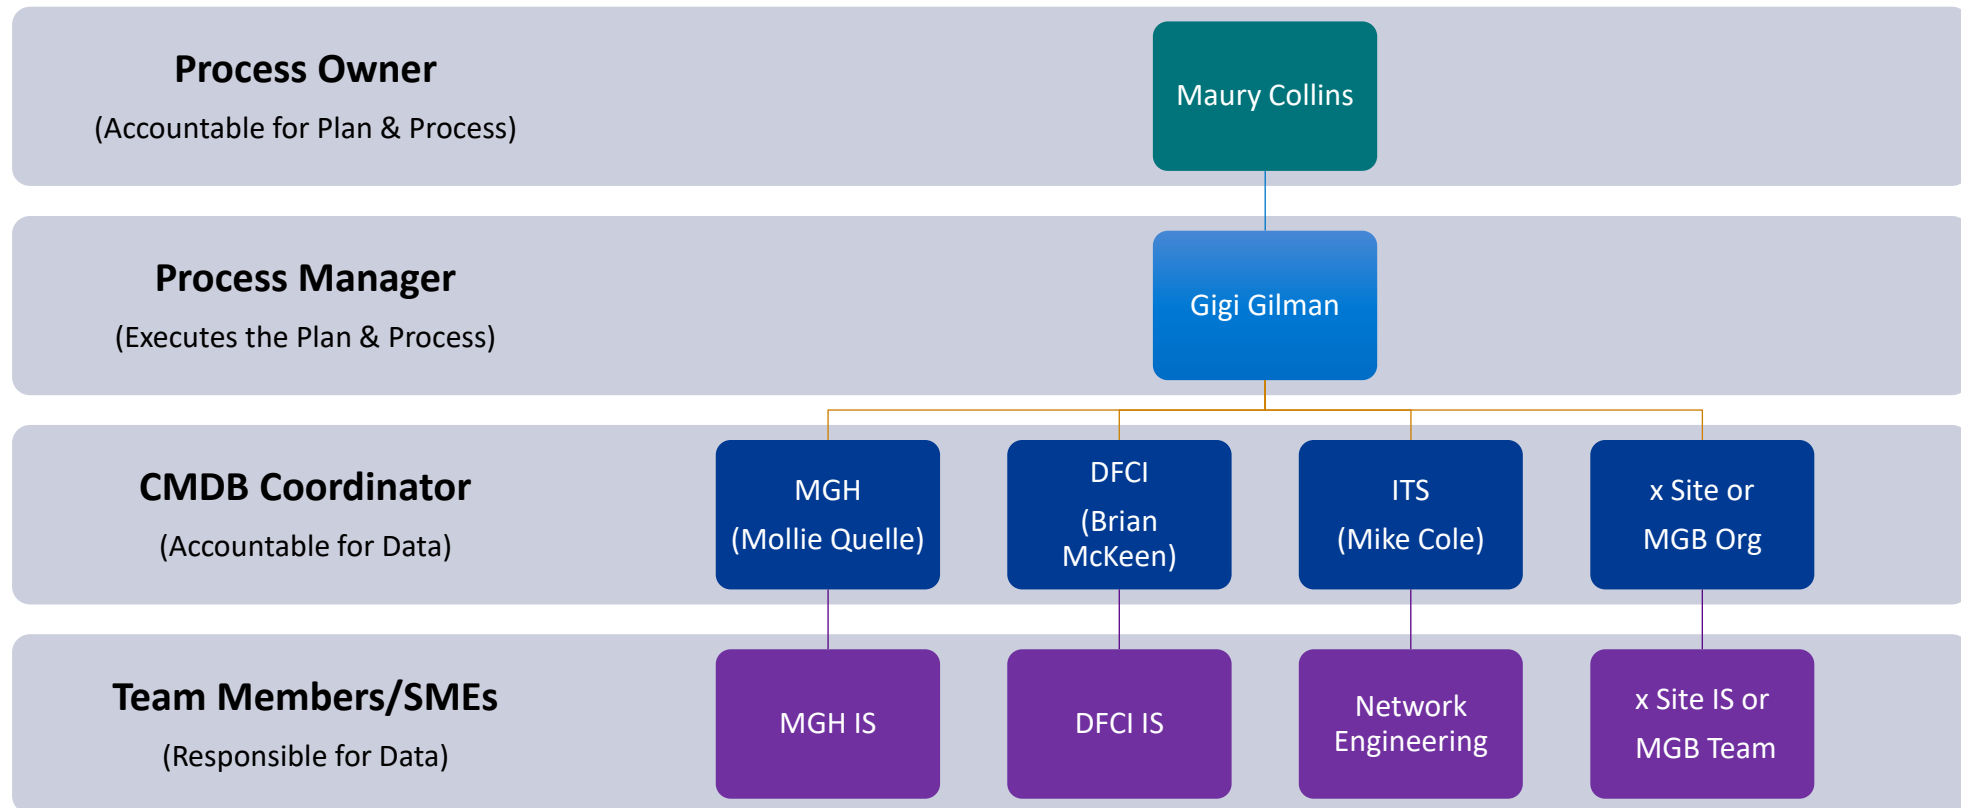 Process Owner
(Accountable for Plan & Process)
Maury Collins
Process Manager
(Executes the Plan & Process)
Gigi Gilman
CMDB Coordinator
(Accountable for Data)
MGH
(Mollie Quelle)
DFCI
(Brian
McKeen)
ITS
(Mike Cole)
x Site or
MGB Org
Team Members/SMEs
(Responsible for Data)
MGH IS
DFCI IS
Network
Engineering
x Site IS or
MGB Team